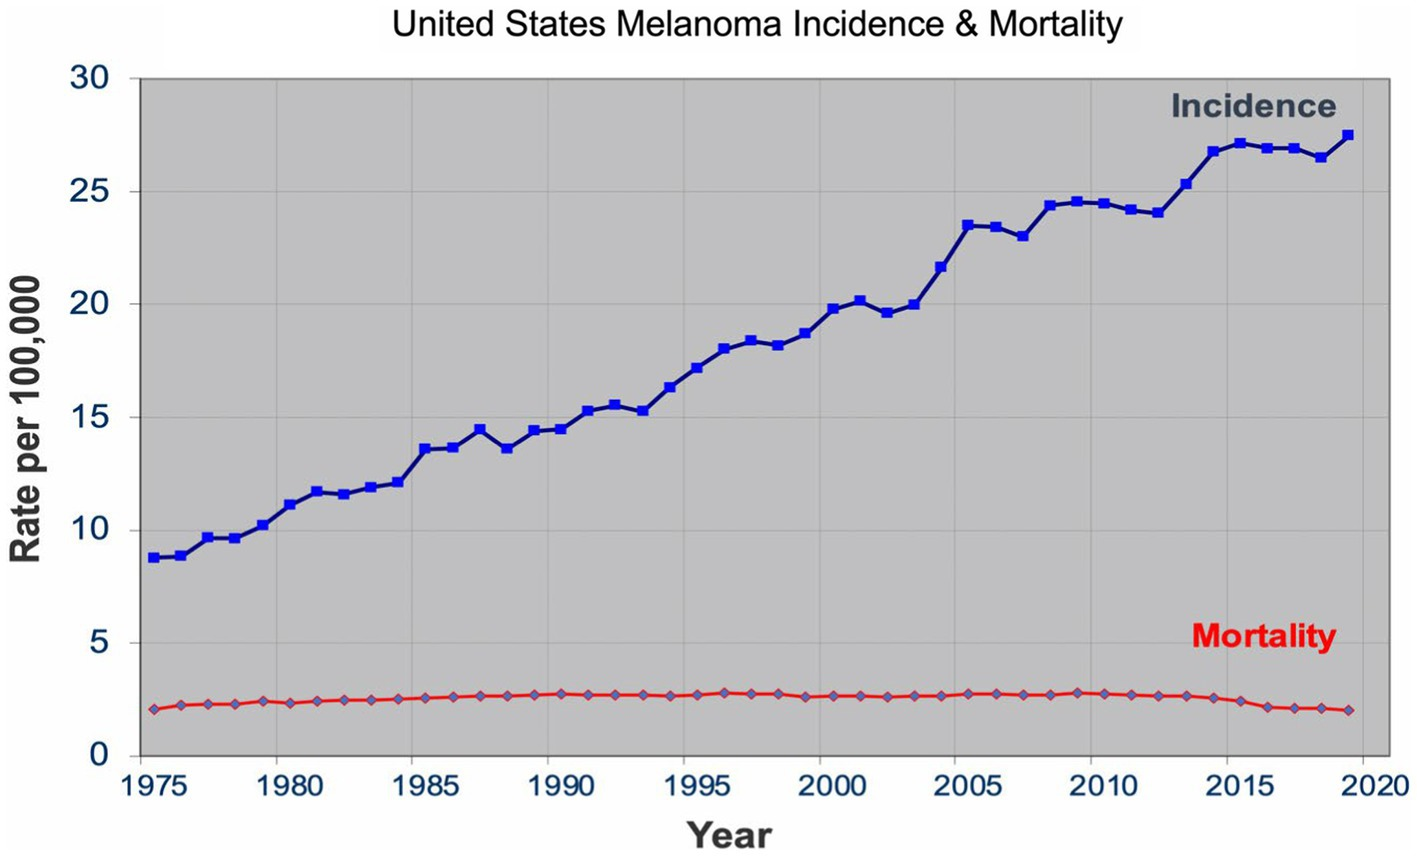 United States Melanoma Incidence & Mortality
30
Incidence
25
20
15
10
5
Mortality
0
Rate per 100,000
1975 1980 1985 1990 1995 2000 2005 2010 2015 2020
Year